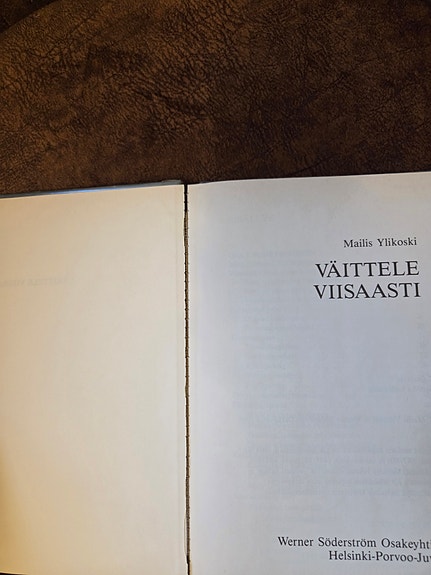 Mailis Ylikoski
VÄITTELE
VIISAASTI
Werner Söderström Osakeyht
Helsinki-Porvoo-Ju